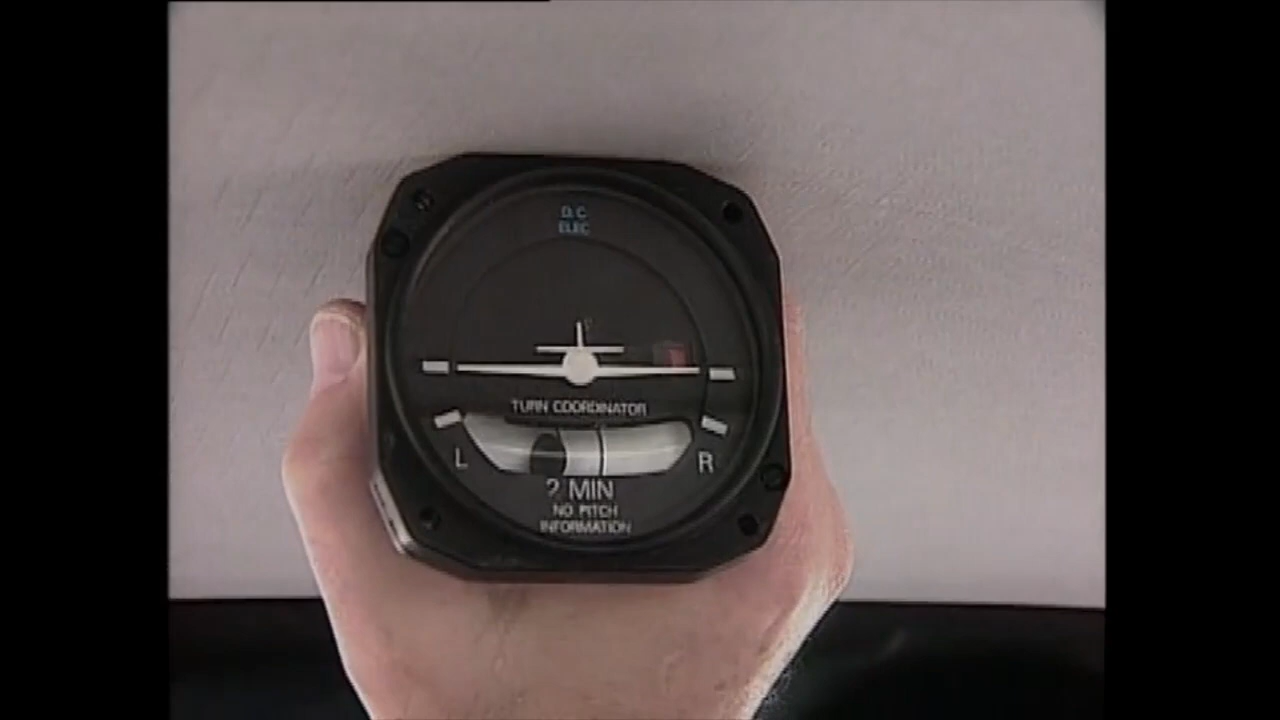 D.C.
ELEC
TURN COORDINATOR
L
R
2 MIN
NO PITCH
INFORMATION